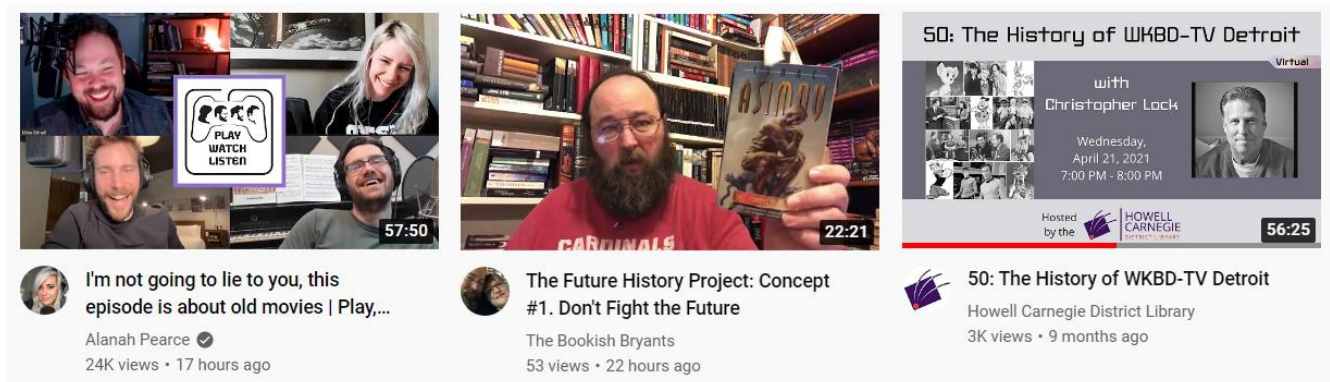 PLAY
WATCH
LISTEN
57:50
I'm not going to lie to you, this
episode is about old movies | Play,...
Alanah Pearce
24K views • 17 hours ago
ASIMOV
CARDINALS
22:21
The Future History Project: Concept
#1. Don't Fight the Future
The Bookish Bryants
53 views • 22 hours ago
50: The History of WKBD-TV Detroit
Virtual
with
Christopher Lock
Wednesday,
April 21, 2021
7:00 PM - 8:00 PM
Hosted
by the
HOWELL
CARNEGIE
DISTRICT LIBRARY
56:25
50: The History of WKBD-TV Detroit
Howell Carnegie District Library
3K views • 9 months ago